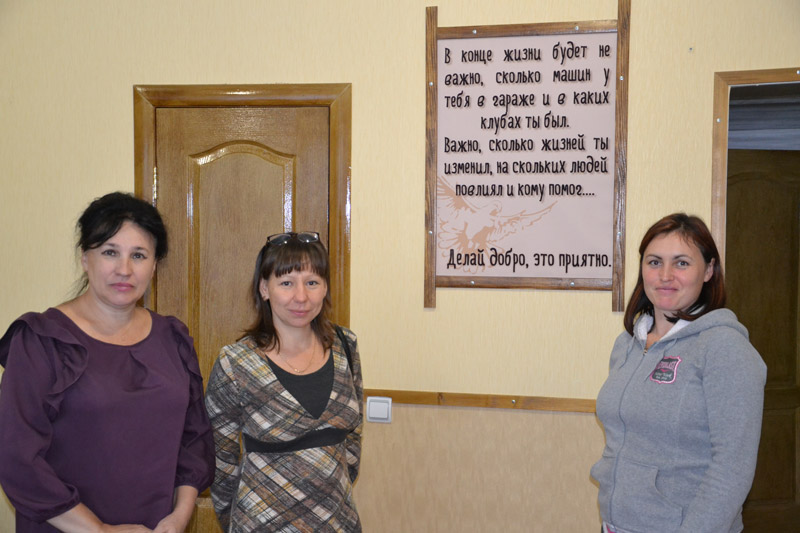 В конце жизни будет не
важно, сколько машин у
тебя в гараже и в каких
клубах ты был.
Важно, сколько жизней ты
изменил, на скольких людей
повлиял и кому помог....
Делай добро, это приятно.